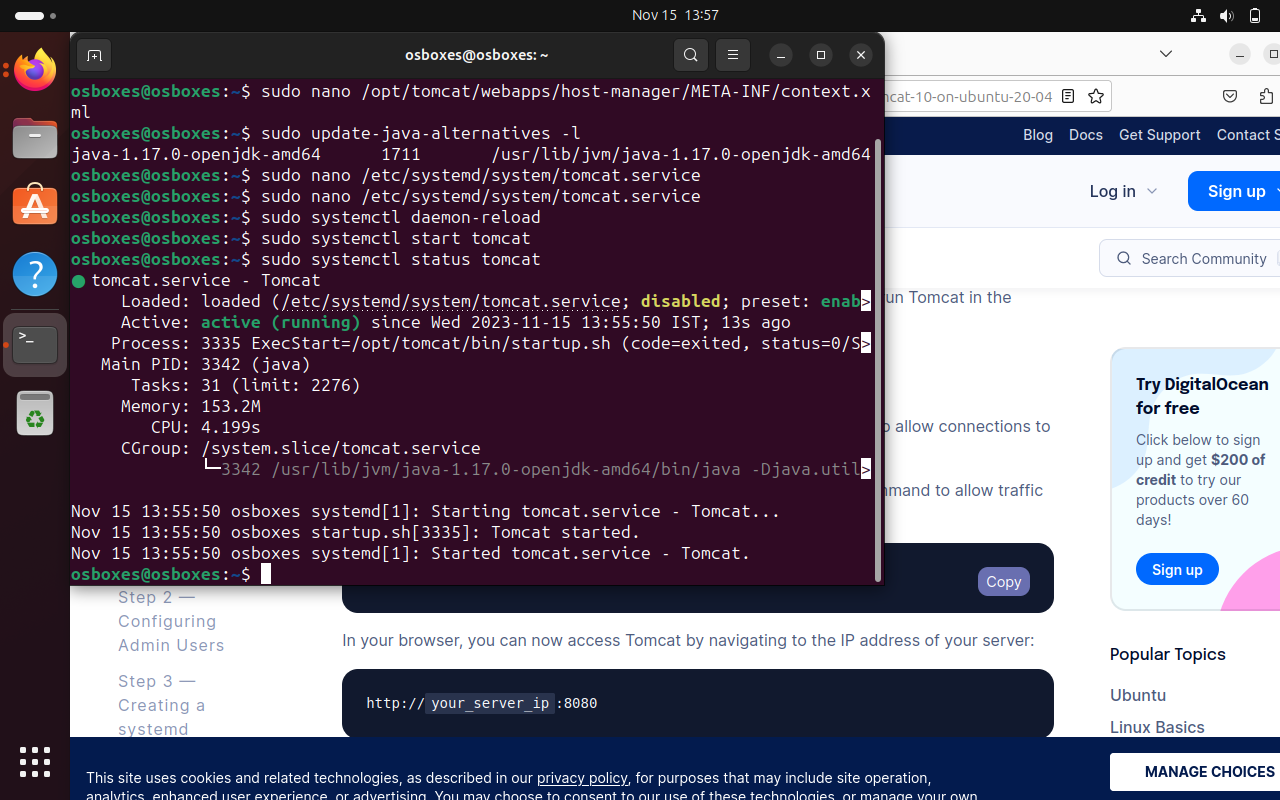 Nov 15 13:57
osboxes@osboxes: ~
osboxes@osboxes:~$ sudo nano /opt/tomcat/webapps/host-manager/META-INF/context.x
ml
osboxes@osboxes:~$ sudo update-java-alternatives -l
java-1.17.0-openjdk-amd64      1711       /usr/lib/jvm/java-1.17.0-openjdk-amd64
osboxes@osboxes:~$ sudo nano /etc/systemd/system/tomcat.service
osboxes@osboxes:~$ sudo nano /etc/systemd/system/tomcat.service
osboxes@osboxes:~$ sudo systemctl daemon-reload
osboxes@osboxes:~$ sudo systemctl start tomcat
osboxes@osboxes:~$ sudo systemctl status tomcat
● tomcat.service - Tomcat
     Loaded: loaded (/etc/systemd/system/tomcat.service; disabled; preset: enab>
     Active: active (running) since Wed 2023-11-15 13:55:50 IST; 13s ago
    Process: 3335 ExecStart=/opt/tomcat/bin/startup.sh (code=exited, status=0/S>
   Main PID: 3342 (java)
      Tasks: 31 (limit: 2276)
     Memory: 153.2M
        CPU: 4.199s
     CGroup: /system.slice/tomcat.service
             └─3342 /usr/lib/jvm/java-1.17.0-openjdk-amd64/bin/java -Djava.util>
Nov 15 13:55:50 osboxes systemd[1]: Starting tomcat.service - Tomcat...
Nov 15 13:55:50 osboxes startup.sh[3335]: Tomcat started.
Nov 15 13:55:50 osboxes systemd[1]: Started tomcat.service - Tomcat.
osboxes@osboxes:~$
ncat-10-on-ubuntu-20-04
Blog Docs Get Support Contact S
Log in Sign up
Search Community
un Tomcat in the
o allow connections to
mmand to allow traffic
Copy
Try DigitalOcean
for free
Click below to sign
up and get $200 of
credit to try our
products over 60
days!
Sign up
Step 2 —
Configuring
Admin Users
Step 3 —
Creating a
systemd
In your browser, you can now access Tomcat by navigating to the IP address of your server:
http://your_server_ip:8080
Popular Topics
Ubuntu
Linux Basics
This site uses cookies and related technologies, as described in our privacy policy, for purposes that may include site operation,
analytics, enhanced user experience, or advertising. You may choose to consent to our use of these technologies, or manage your own
MANAGE CHOICES